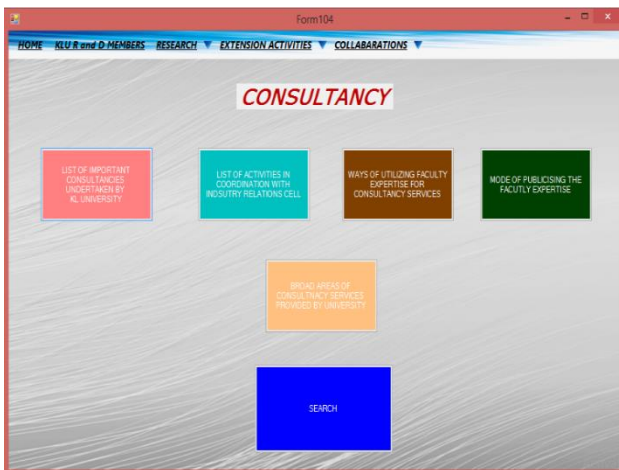 Form104
HOME KLU R and D MEMBERS RESEARCH EXTENSION ACTIVITIES COLLABARATIONS
CONSULTANCY
LIST OF IMPORTANT
CONSULTANCIES
UNDERTAKEN BY
KL UNIVERSITY
LIST OF ACTIVITIES IN
COORDINATION WITH
INDSUTRY RELATIONS CELL
WAYS OF UTILIZING FACULTY
EXPERTISE FOR
CONSULTANCY SERVICES
MODE OF PUBLICISING THE
FACUTLY EXPERTISE
BROAD AREAS OF
CONSULTNACY SERVICES
PROVIDED BY UNIVERSITY
SEARCH